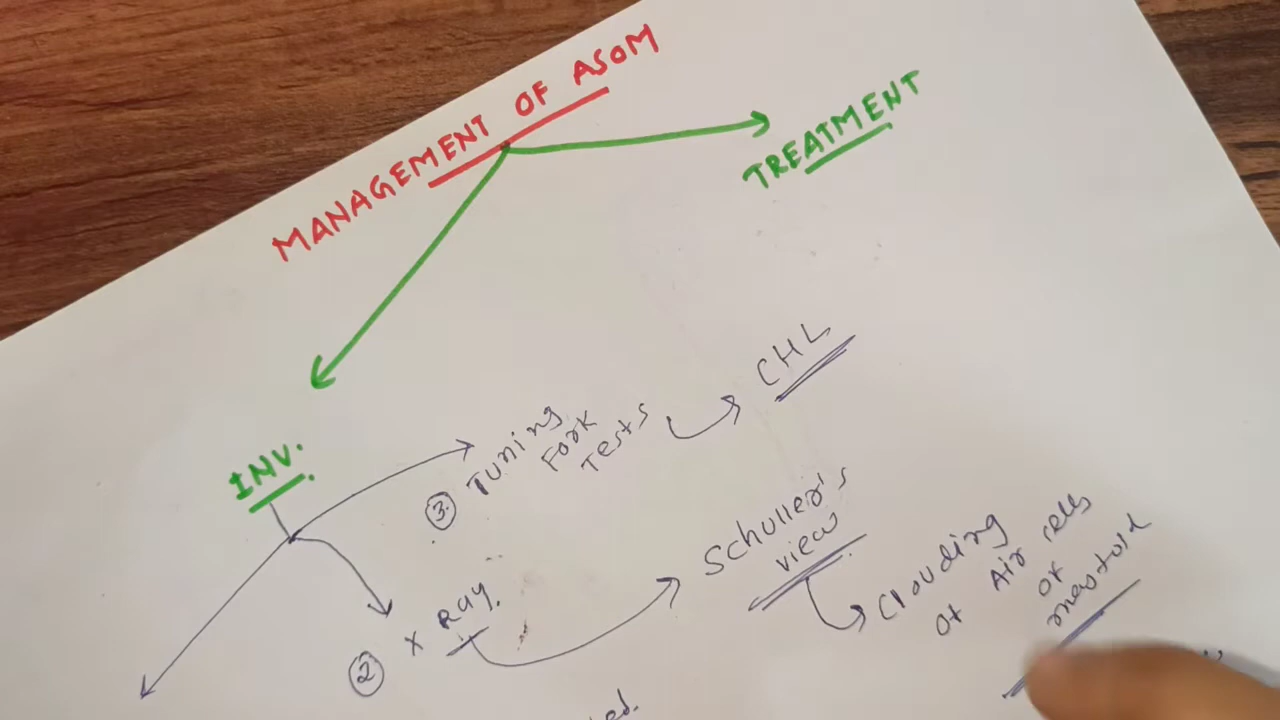 MANAGEMENT OF ASOM
TREATMENT
INV.
③ Tuning
Fork
Tests
CHL
② X Ray.
Schuller's
view
Clouding
of Air cells
of
mastoid